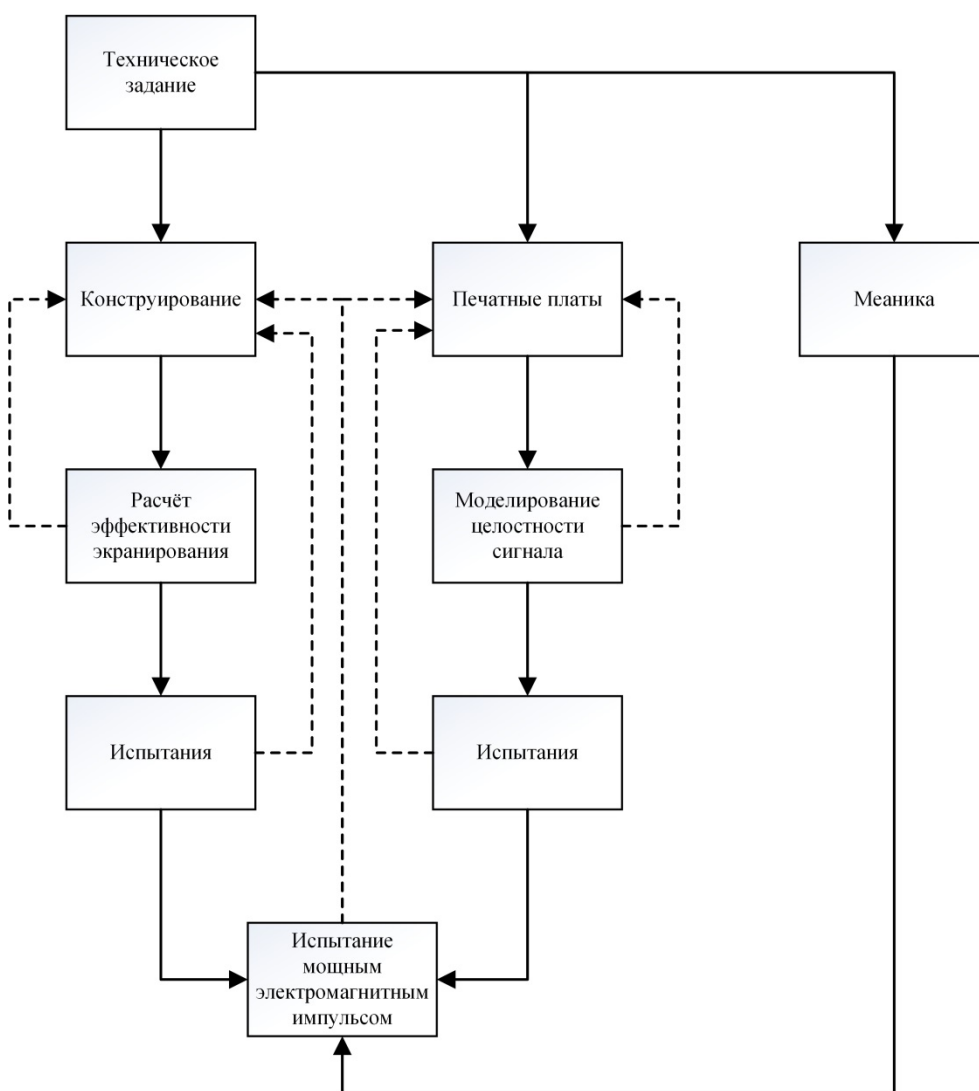 Техническое
задание
Конструирование
Печатные платы
Меаника
Расчёт
эффективности
экранирования
Моделирование
целостности
сигнала
Испытания
Испытания
Испытание
мощным
электромагнитным
импульсом